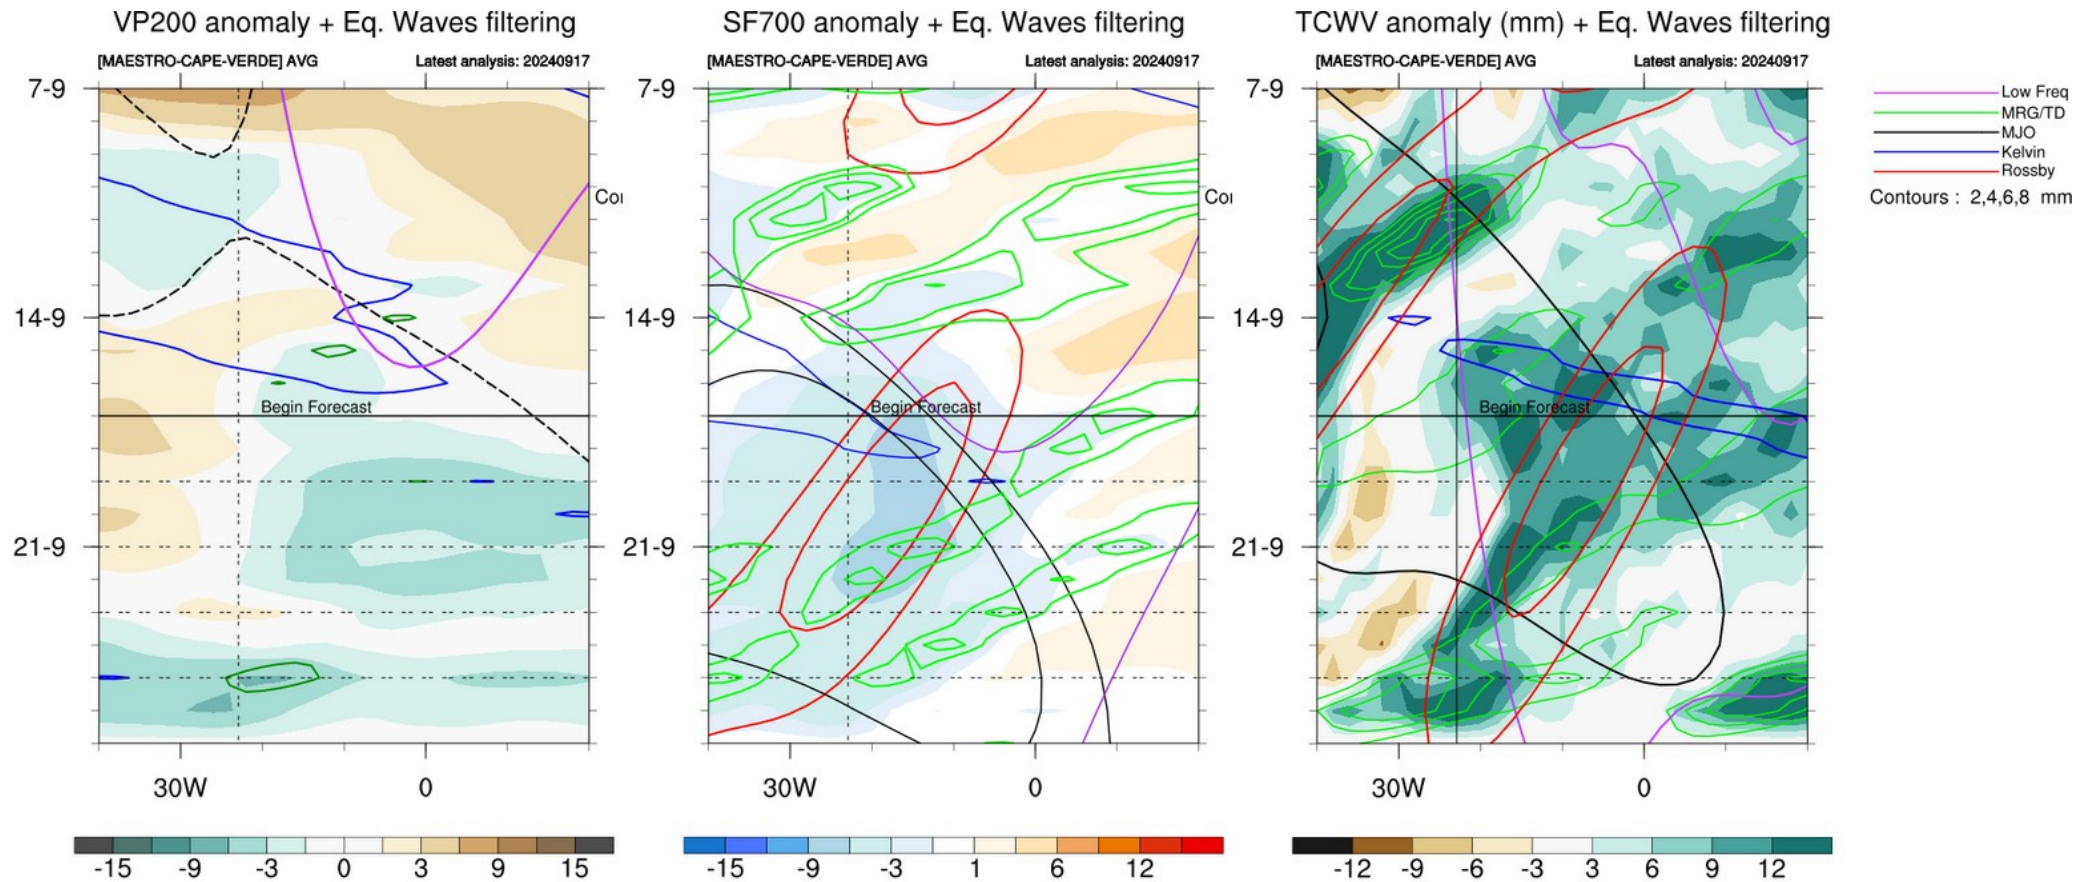 VP200 anomaly + Eq. Waves filtering
[MAESTRO-CAPE-VERDE] AVG
Latest analysis: 20240917
7-9
14-9
21-9
Begin Forecast
30W
0
-15 -9 -3 0 3 9 15
Coi
SF700 anomaly + Eq. Waves filtering
[MAESTRO-CAPE-VERDE] AVG
Latest analysis: 20240917
7-9
14-9
21-9
Begin Forecast
30W
0
-15 -9 -3 1 6 12
Coi
TCWV anomaly (mm) + Eq. Waves filtering
[MAESTRO-CAPE-VERDE] AVG
Latest analysis: 20240917
7-9
14-9
21-9
Begin Forecast
30W
0
-12 -9 -6 -3 3 6 9 12
Low Freq
MRG/TD
MJO
Kelvin
Rossby
Contours : 2,4,6,8 mm